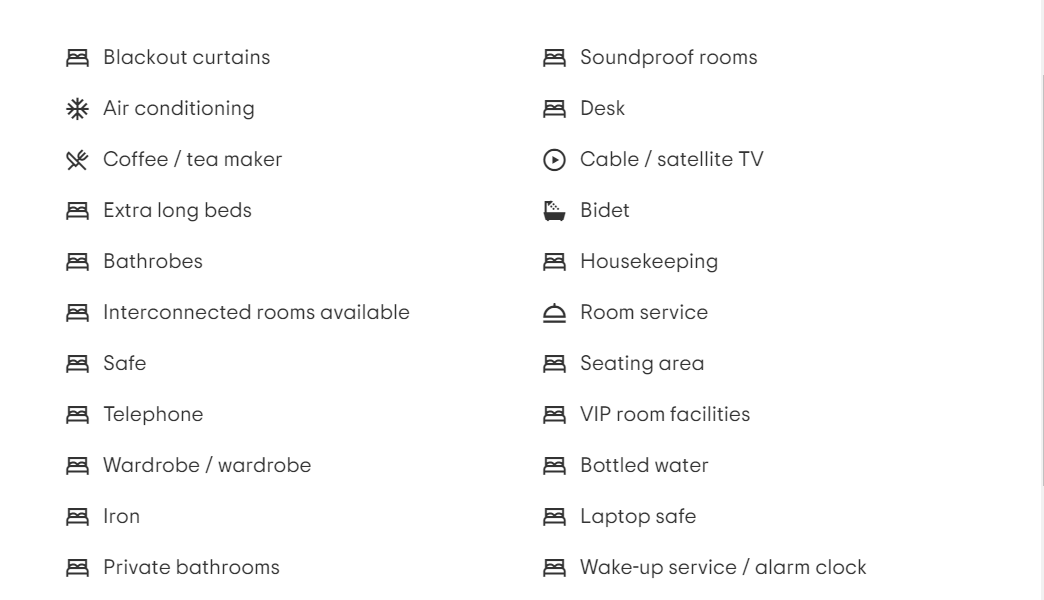 Blackout curtains
Soundproof rooms
Air conditioning
Desk
Coffee / tea maker
Cable / satellite TV
Extra long beds
Bidet
Bathrobes
Housekeeping
Interconnected rooms available
Room service
Safe
Seating area
Telephone
VIP room facilities
Wardrobe / wardrobe
Bottled water
Iron
Laptop safe
Private bathrooms
Wake-up service / alarm clock